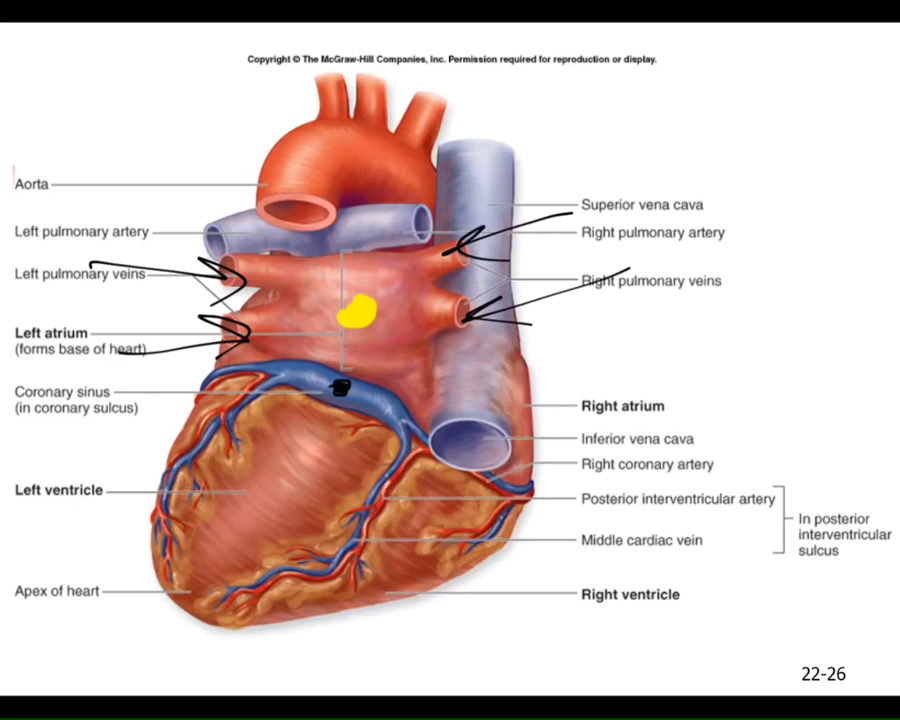 Copyright © The McGraw-Hill Companies, Inc. Permission required for reproduction or display.
Aorta
Left pulmonary artery
Left pulmonary veins
Left atrium
(forms base of heart)
Coronary sinus
(in coronary sulcus)
Left ventricle
Apex of heart
Superior vena cava
Right pulmonary artery
Right pulmonary veins
Right atrium
Inferior vena cava
Right coronary artery
Posterior interventricular artery
Middle cardiac vein
In posterior
interventricular
sulcus
Right ventricle
22-26